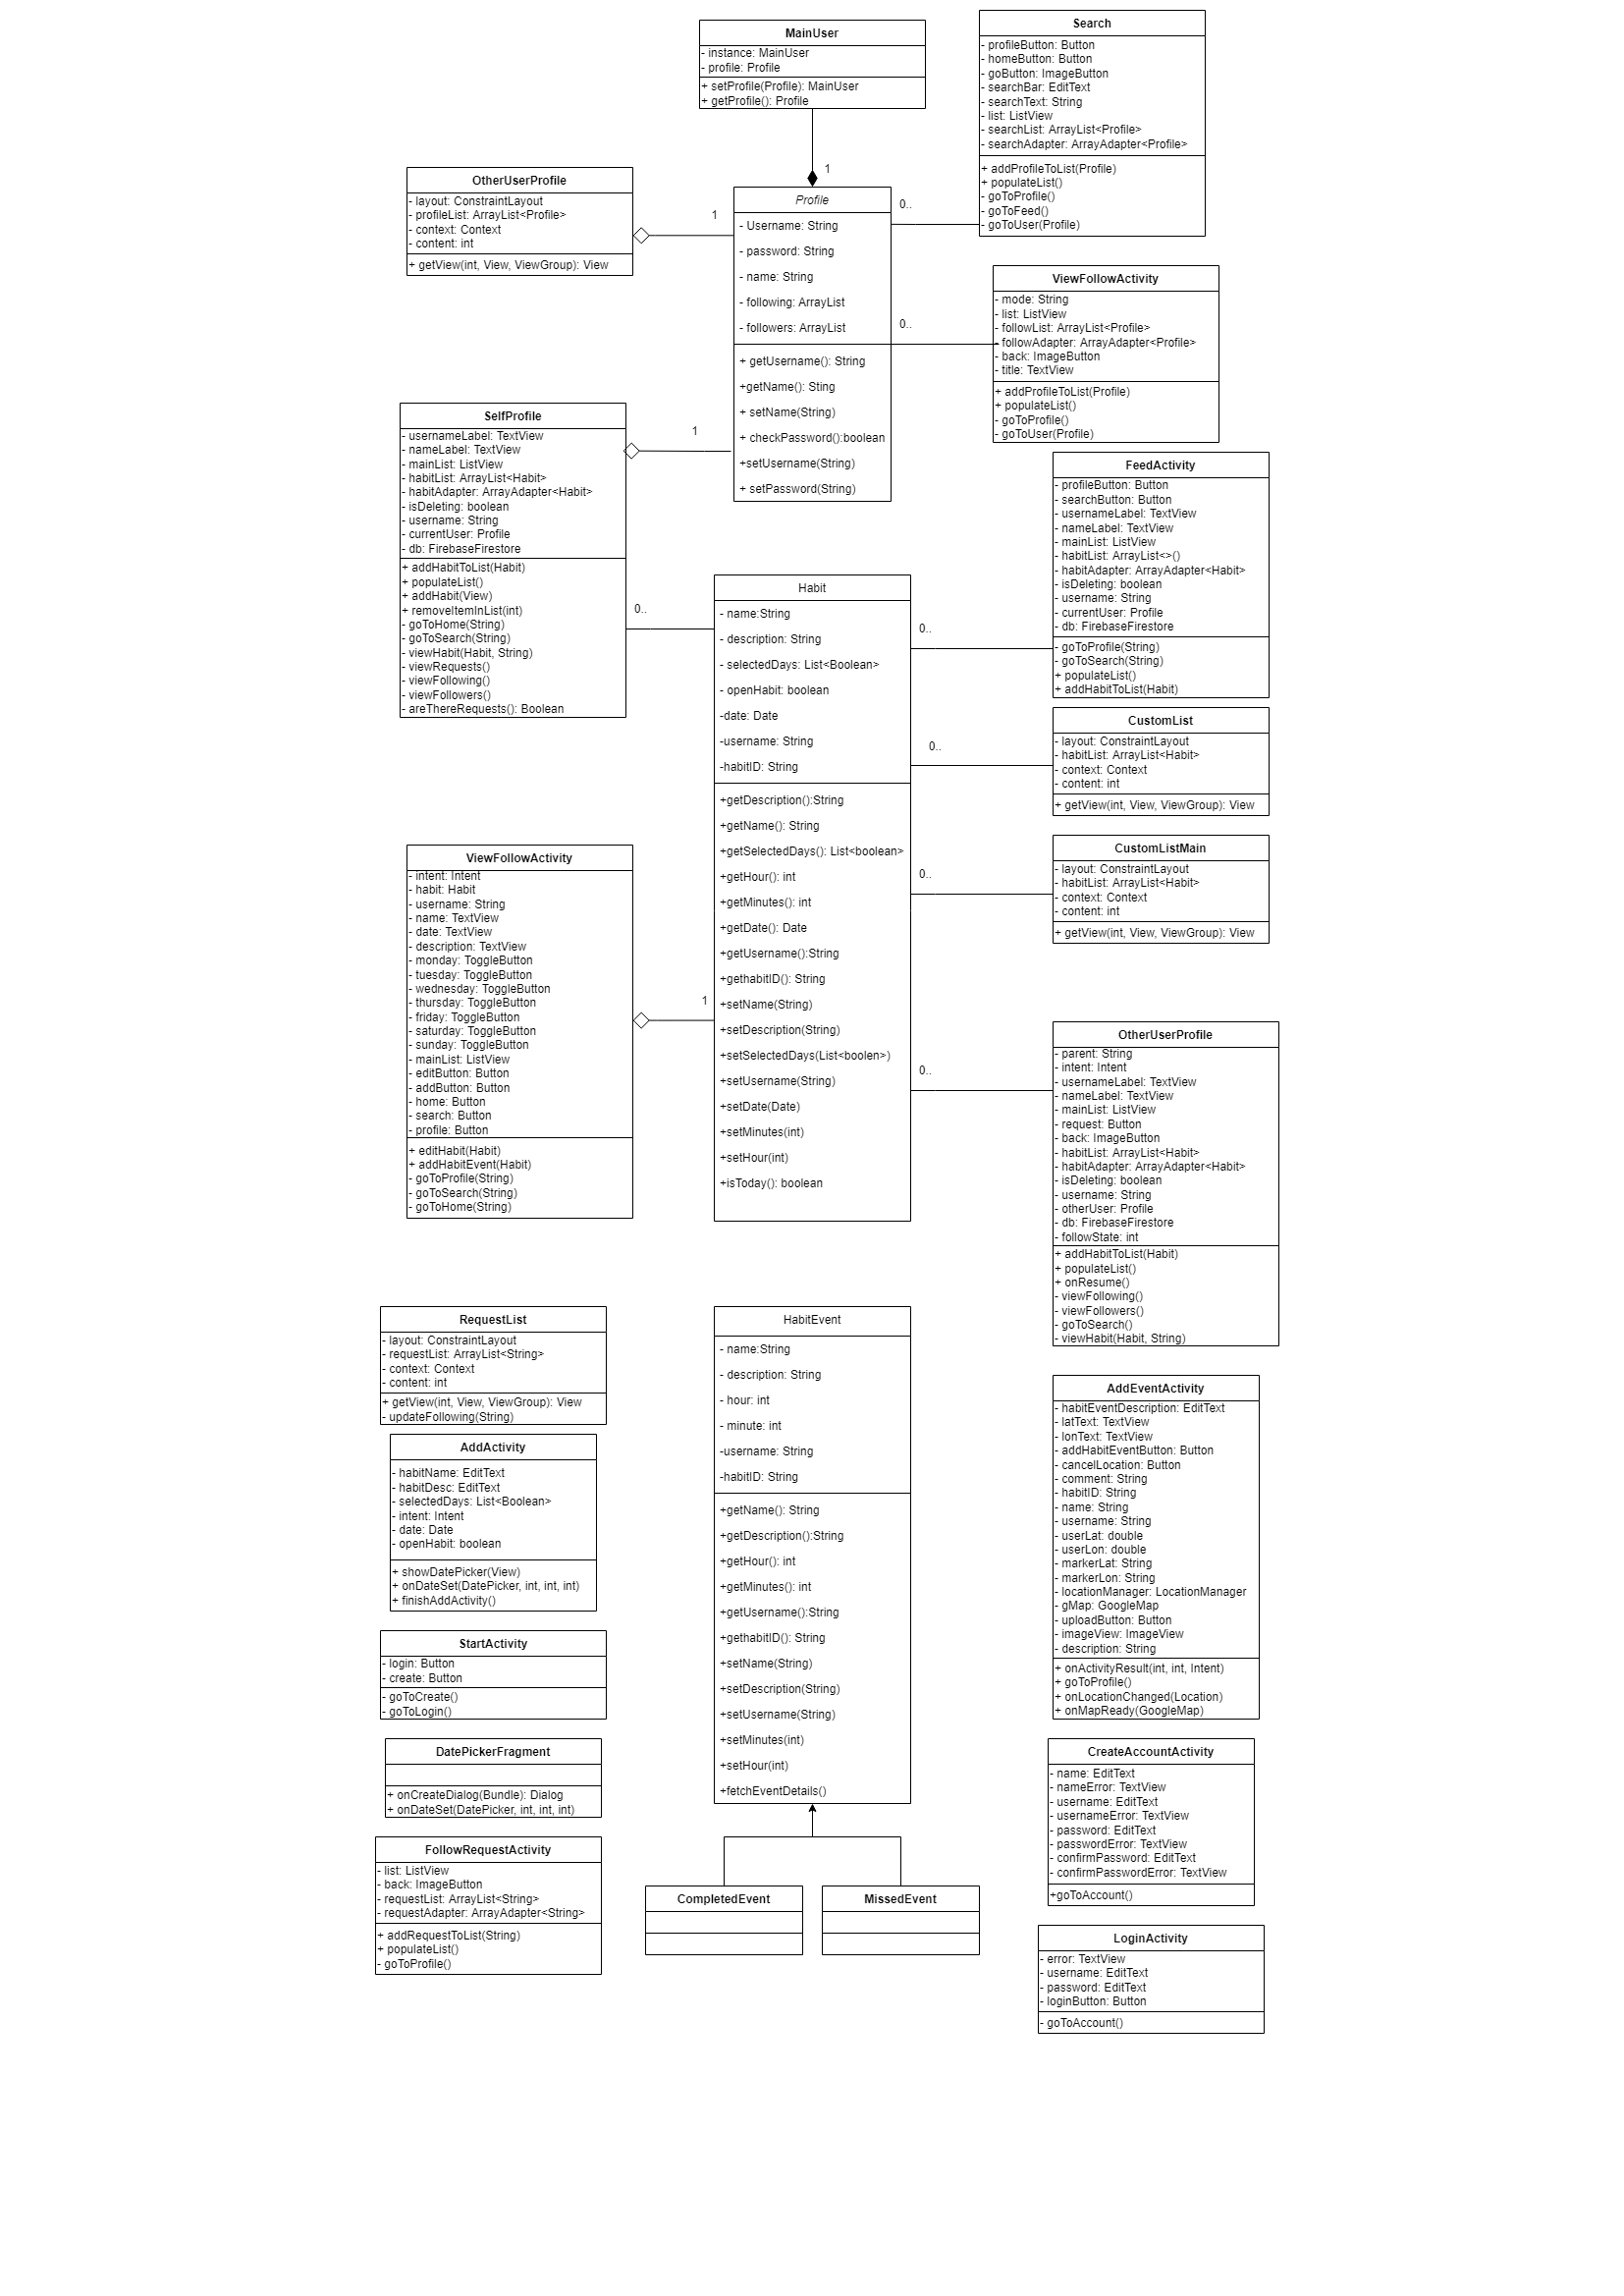 MainUser
- instance: MainUser
- profile: Profile
+ setProfile(Profile): MainUser
+ getProfile(): Profile
1
Search
- profileButton: Button
- homeButton: Button
- goButton: ImageButton
- searchBar: EditText
- searchText: String
- list: ListView
- searchList: ArrayList<Profile>
- searchAdapter: ArrayAdapter<Profile>
+ addProfileToList(Profile)
+ populateList()
- goToProfile()
- goToFeed()
- goToUser(Profile)
OtherUserProfile
- layout: ConstraintLayout
- profileList: ArrayList<Profile>
- context: Context
- content: int
+ getView(int, View, ViewGroup): View
1
Profile
- Username: String
- password: String
- name: String
- following: ArrayList
- followers: ArrayList
+ getUsername(): String
+getName(): Sting
+ setName(String)
+ checkPassword():boolean
+setUsername(String)
+ setPassword(String)
0..
0..
ViewFollowActivity
- mode: String
- list: ListView
- followList: ArrayList<Profile>
- followAdapter: ArrayAdapter<Profile>
- back: ImageButton
- title: TextView
+ addProfileToList(Profile)
+ populateList()
- goToProfile()
- goToUser(Profile)
SelfProfile
- usernameLabel: TextView
- nameLabel: TextView
- mainList: ListView
- habitList: ArrayList<Habit>
- habitAdapter: ArrayAdapter<Habit>
- isDeleting: boolean
- username: String
- currentUser: Profile
- db: FirebaseFirestore
+ addHabitToList(Habit)
+ populateList()
+ addHabit(View)
+ removeItemInList(int)
- goToHome(String)
- goToSearch(String)
- viewHabit(Habit, String)
- viewRequests()
- viewFollowing()
- viewFollowers()
- areThereRequests(): Boolean
1
0..
FeedActivity
- profileButton: Button
- searchButton: Button
- usernameLabel: TextView
- nameLabel: TextView
- mainList: ListView
- habitList: ArrayList<>()
- habitAdapter: ArrayAdapter<Habit>
- isDeleting: boolean
- username: String
- currentUser: Profile
- db: FirebaseFirestore
- goToProfile(String)
- goToSearch(String)
+ populateList()
+ addHabitToList(Habit)
Habit
- name:String
- description: String
- selectedDays: List<Boolean>
- openHabit: boolean
-date: Date
-username: String
-habitID: String
+getDescription():String
+getName(): String
+getSelectedDays(): List<boolean>
+getHour(): int
+getMinutes(): int
+getDate(): Date
+getUsername():String
+gethabitID(): String
+setName(String)
+setDescription(String)
+setSelectedDays(List<boolen>)
+setUsername(String)
+setDate(Date)
+setMinutes(int)
+setHour(int)
+isToday(): boolean
0..
0..
0..
0..
CustomList
- layout: ConstraintLayout
- habitList: ArrayList<Habit>
- context: Context
- content: int
+ getView(int, View, ViewGroup): View
CustomListMain
- layout: ConstraintLayout
- habitList: ArrayList<Habit>
- context: Context
- content: int
+ getView(int, View, ViewGroup): View
ViewFollowActivity
- intent: Intent
- habit: Habit
- username: String
- name: TextView
- date: TextView
- description: TextView
- monday: ToggleButton
- tuesday: ToggleButton
- wednesday: ToggleButton
- thursday: ToggleButton
- friday: ToggleButton
- saturday: ToggleButton
- sunday: ToggleButton
- mainList: ListView
- editButton: Button
- addButton: Button
- home: Button
- search: Button
- profile: Button
+ editHabit(Habit)
+ addHabitEvent(Habit)
- goToProfile(String)
- goToSearch(String)
- goToHome(String)
1
OtherUserProfile
- parent: String
- intent: Intent
- usernameLabel: TextView
- nameLabel: TextView
- mainList: ListView
- request: Button
- back: ImageButton
- habitList: ArrayList<Habit>
- habitAdapter: ArrayAdapter<Habit>
- isDeleting: boolean
- username: String
- otherUser: Profile
- db: FirebaseFirestore
- followState: int
+ addHabitToList(Habit)
+ populateList()
+ onResume()
- viewFollowing()
- viewFollowers()
- goToSearch()
- viewHabit(Habit, String)
RequestList
- layout: ConstraintLayout
- requestList: ArrayList<String>
- context: Context
- content: int
+ getView(int, View, ViewGroup): View
- updateFollowing(String)
AddActivity
- habitName: EditText
- habitDesc: EditText
- selectedDays: List<Boolean>
- intent: Intent
- date: Date
- openHabit: boolean
+ showDatePicker(View)
+ onDateSet(DatePicker, int, int, int)
+ finishAddActivity()
StartActivity
- login: Button
- create: Button
- goToCreate()
- goToLogin()
DatePickerFragment
+ onCreateDialog(Bundle): Dialog
+ onDateSet(DatePicker, int, int, int)
FollowRequestActivity
- list: ListView
- back: ImageButton
- requestList: ArrayList<String>
- requestAdapter: ArrayAdapter<String>
+ addRequestToList(String)
+ populateList()
- goToProfile()
HabitEvent
- name:String
- description: String
- hour: int
- minute: int
-username: String
-habitID: String
+getName(): String
+getDescription():String
+getHour(): int
+getMinutes(): int
+getUsername():String
+gethabitID(): String
+setName(String)
+setDescription(String)
+setUsername(String)
+setMinutes(int)
+setHour(int)
+fetchEventDetails()
CompletedEvent
MissedEvent
AddEventActivity
- habitEventDescription: EditText
- latText: TextView
- lonText: TextView
- addHabitEventButton: Button
- cancelLocation: Button
- comment: String
- habitID: String
- name: String
- username: String
- userLat: double
- userLon: double
- markerLat: String
- markerLon: String
- locationManager: LocationManager
- gMap: GoogleMap
- uploadButton: Button
- imageView: ImageView
- description: String
+ onActivityResult(int, int, Intent)
+ goToProfile()
+ onLocationChanged(Location)
+ onMapReady(GoogleMap)
CreateAccountActivity
- name: EditText
- nameError: TextView
- username: EditText
- usernameError: TextView
- password: EditText
- passwordError: TextView
- confirmPassword: EditText
- confirmPasswordError: TextView
+goToAccount()
LoginActivity
- error: TextView
- username: EditText
- password: EditText
- loginButton: Button
- goToAccount()